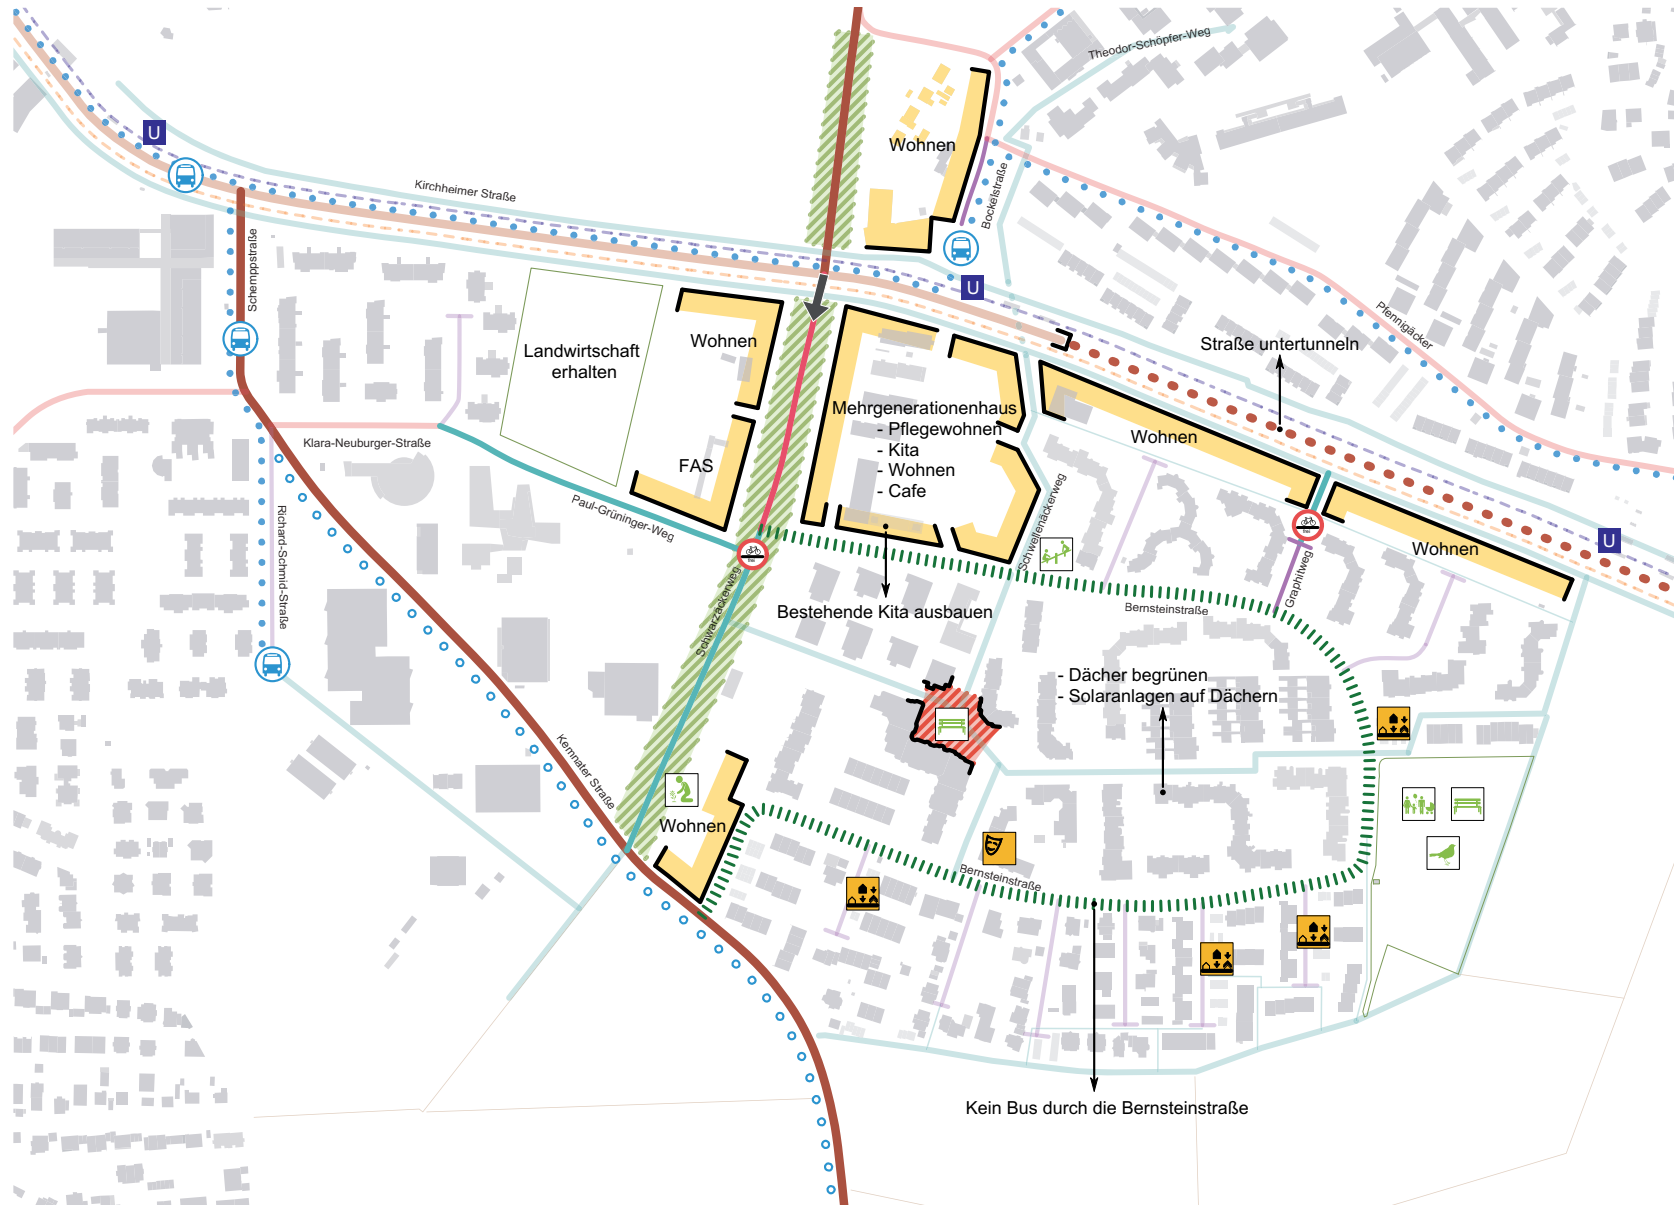 Theodor-Schöpfer-Weg
U
Wohnen
Kirchheimer Straße
Bockelstraße
Schemppstraße
U
Pfennigäcker
Wohnen
Straße untertunneln
Landwirtschaft
erhalten
Mehrgenerationenhaus
- Pflegewohnen
- Kita
- Wohnen
- Cafe
Klara-Neuburger-Straße
Wohnen
FAS
Paul-Grüninger-Weg
Schwellenäckerweg
Richard-Schmid-Straße
U
Wohnen
frei
frei
Graphitweg
Schwarzäckerweg
Bestehende Kita ausbauen
Bernsteinstraße
- Dächer begrünen
- Solaranlagen auf Dächern
Kemnater Straße
Wohnen
Bernsteinstraße
Kein Bus durch die Bernsteinstraße